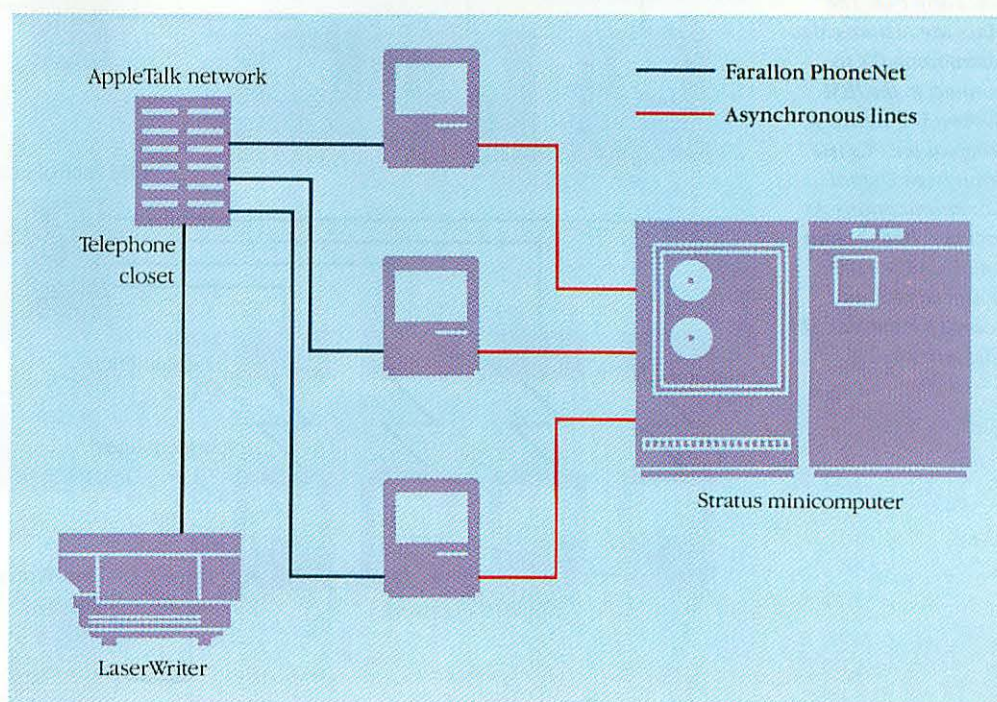 AppleTalk network
Farallon PhoneNet
Asynchronous lines
Telephone
closet
Stratus minicomputer
LaserWriter